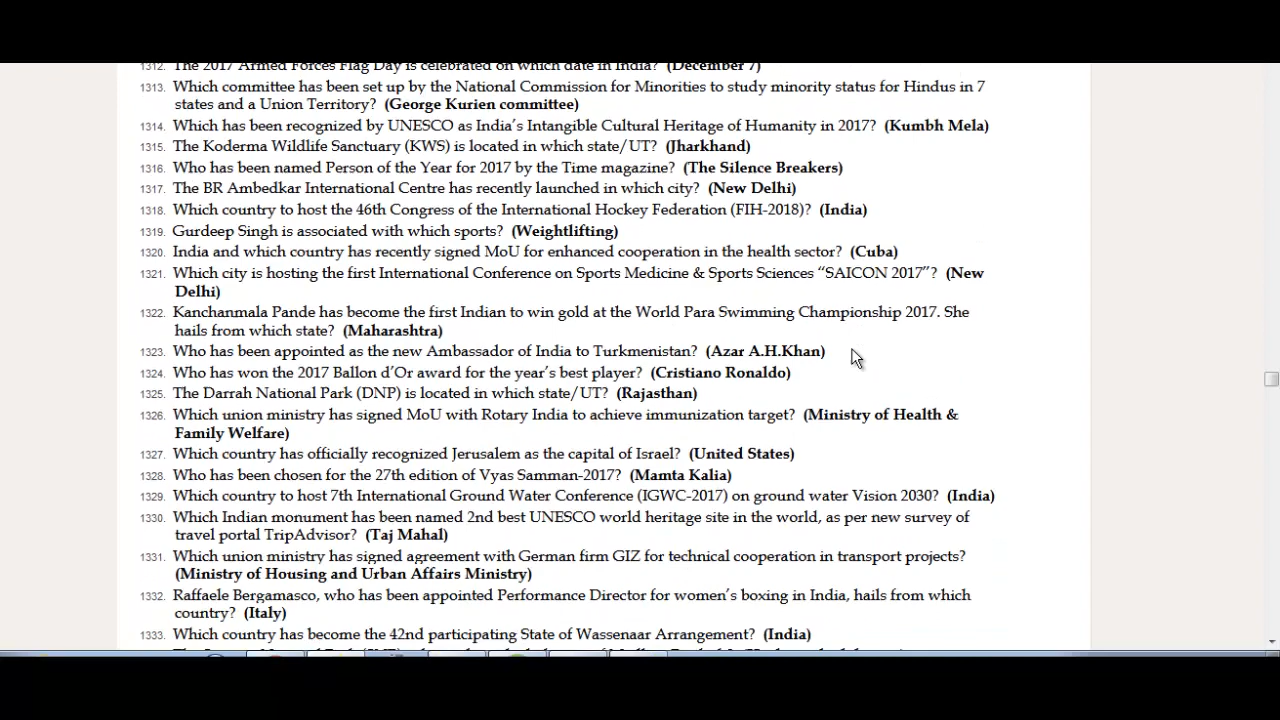 1312. The 2017 Armed Forces Flag Day is celebrated on which date in India? (December 7)
1313. Which committee has been set up by the National Commission for Minorities to study minority status for Hindus in 7
states and a Union Territory? (George Kurien committee)
1314. Which has been recognized by UNESCO as India's Intangible Cultural Heritage of Humanity in 2017? (Kumbh Mela)
1315. The Koderma Wildlife Sanctuary (KWS) is located in which state/UT? (Jharkhand)
1316. Who has been named Person of the Year for 2017 by the Time magazine? (The Silence Breakers)
1317. The BR Ambedkar International Centre has recently launched in which city? (New Delhi)
1318. Which country to host the 46th Congress of the International Hockey Federation (FIH-2018)? (India)
1319. Gurdeep Singh is associated with which sports? (Weightlifting)
1320. India and which country has recently signed MoU for enhanced cooperation in the health sector? (Cuba)
1321. Which city is hosting the first International Conference on Sports Medicine & Sports Sciences “SAICON 2017”? (New
Delhi)
1322. Kanchanmala Pande has become the first Indian to win gold at the World Para Swimming Championship 2017. She
hails from which state? (Maharashtra)
1323. Who has been appointed as the new Ambassador of India to Turkmenistan? (Azar A.H.Khan)
1324. Who has won the 2017 Ballon d’Or award for the year’s best player? (Cristiano Ronaldo)
1325. The Darrah National Park (DNP) is located in which state/UT? (Rajasthan)
1326. Which union ministry has signed MoU with Rotary India to achieve immunization target? (Ministry of Health &
Family Welfare)
1327. Which country has officially recognized Jerusalem as the capital of Israel? (United States)
1328. Who has been chosen for the 27th edition of Vyas Samman-2017? (Mamta Kalia)
1329. Which country to host 7th International Ground Water Conference (IGWC-2017) on ground water Vision 2030? (India)
1330. Which Indian monument has been named 2nd best UNESCO world heritage site in the world, as per new survey of
travel portal TripAdvisor? (Taj Mahal)
1331. Which union ministry has signed agreement with German firm GIZ for technical cooperation in transport projects?
(Ministry of Housing and Urban Affairs Ministry)
1332. Raffaele Bergamasco, who has been appointed Performance Director for women’s boxing in India, hails from which
country? (Italy)
1333. Which country has become the 42nd participating State of Wassenaar Arrangement? (India)